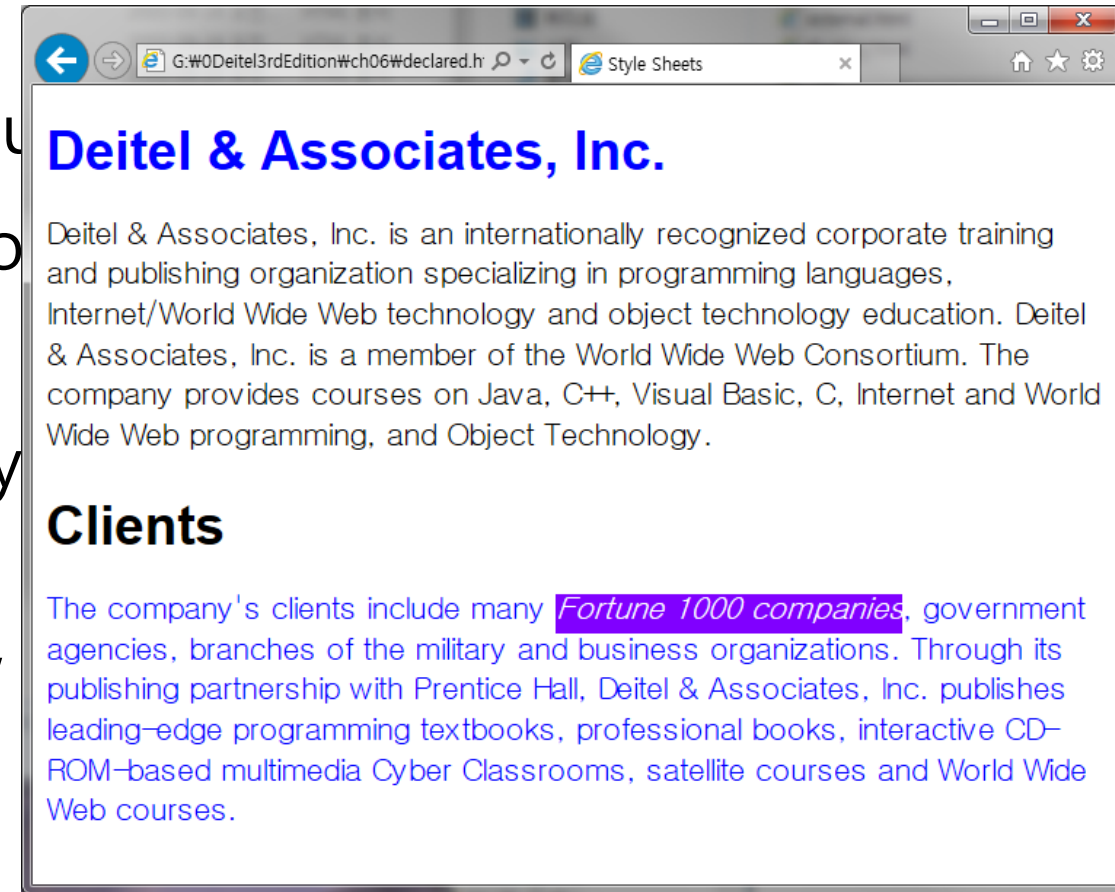 G:₩0Deitel3rdEdition₩ch06₩declared.h
Style Sheets
Deitel & Associates, Inc.
Deitel & Associates, Inc. is an internationally recognized corporate training
and publishing organization specializing in programming languages,
Internet/World Wide Web technology and object technology education. Deitel
& Associates, Inc. is a member of the World Wide Web Consortium. The
company provides courses on Java, C++, Visual Basic, C, Internet and World
Wide Web programming, and Object Technology.
Clients
The company's clients include many Fortune 1000 companies, government
agencies, branches of the military and business organizations. Through its
publishing partnership with Prentice Hall, Deitel & Associates, Inc. publishes
leading-edge programming textbooks, professional books, interactive CD-
ROM-based multimedia Cyber Classrooms, satellite courses and World Wide
Web courses.